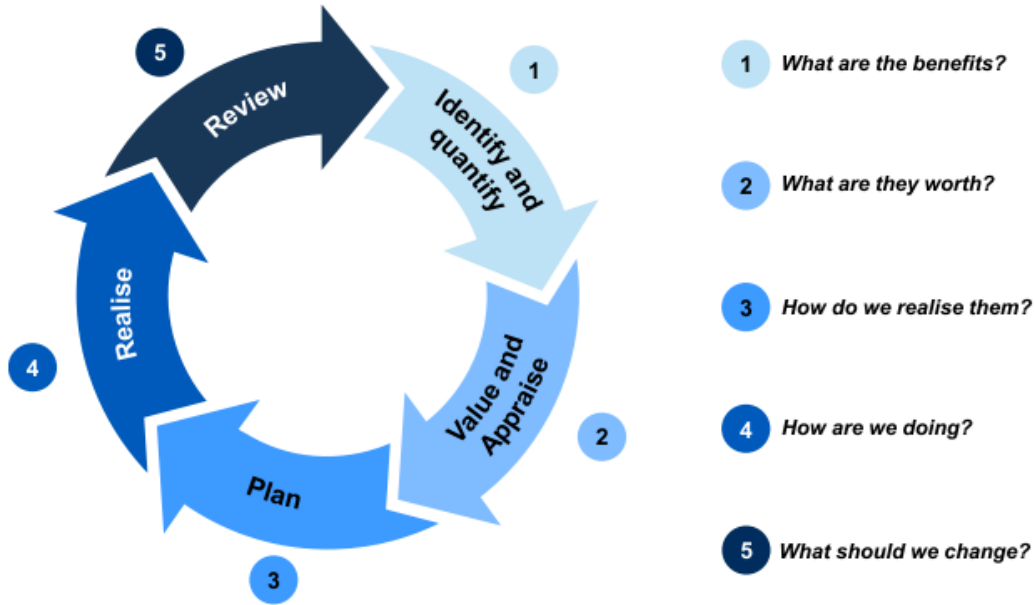 5
Review
1
Identify and
quantify
Value and
Appraise
2
Plan
3
Realise
4
1 What are the benefits?
2 What are they worth?
3 How do we realise them?
4 How are we doing?
5 What should we change?